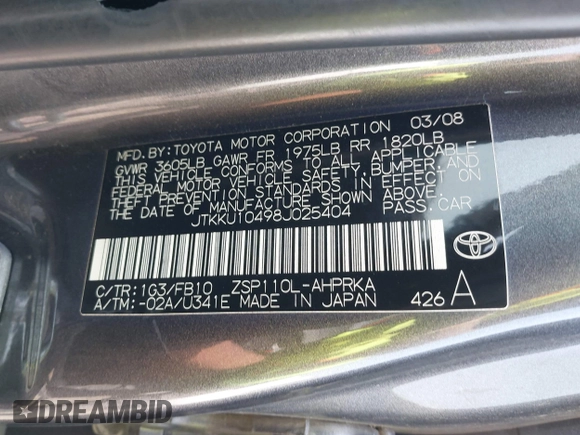 MFD. BY: TOYOTA MOTOR CORPORATION 03/08
GVWR 3605LB GAWR FR 1975LB RR 1820LB
THIS VEHICLE CONFORMS TO ALL APPLICABLE
FEDERAL MOTOR VEHICLE SAFETY, BUMPER, AND
THEFT PREVENTION STANDARDS IN EFFECT ON
THE DATE OF MANUFACTURE SHOWN ABOVE.
JTKKU10498J025404 PASS. CAR
C/TR: 1G3/FB10 ZSP110L-AHPRKA
A/TM: -02A/U341E MADE IN JAPAN 426 A
DREAMBID